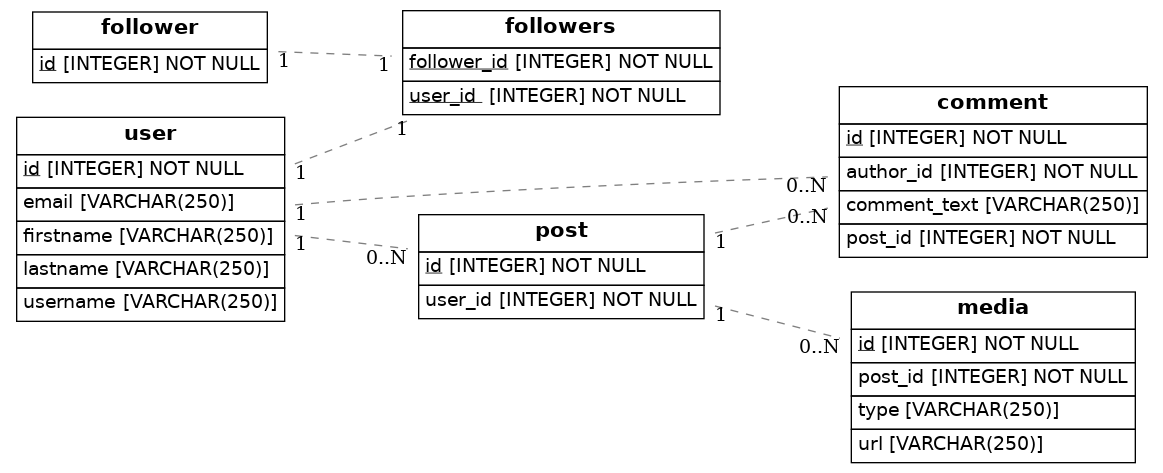 follower
id [INTEGER] NOT NULL
followers
follower_id [INTEGER] NOT NULL
user_id [INTEGER] NOT NULL
1
1
user
id [INTEGER] NOT NULL
email [VARCHAR(250)]
firstname [VARCHAR(250)]
lastname [VARCHAR(250)]
username [VARCHAR(250)]
1
1
1
0..N
1
0..N
post
id [INTEGER] NOT NULL
user_id [INTEGER] NOT NULL
1
0..N
1
0..N
comment
id [INTEGER] NOT NULL
author_id [INTEGER] NOT NULL
comment_text [VARCHAR(250)]
post_id [INTEGER] NOT NULL
media
id [INTEGER] NOT NULL
post_id [INTEGER] NOT NULL
type [VARCHAR(250)]
url [VARCHAR(250)]